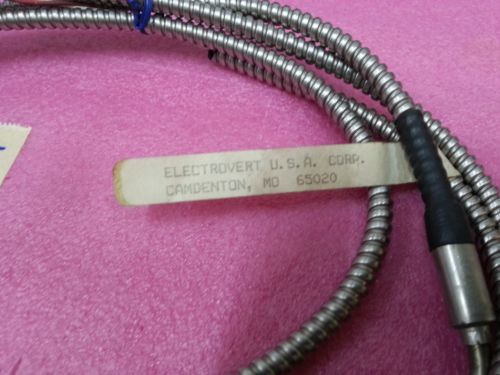 ELECTROVERT U.S.A. CORP.
CAMDENTON, MO 65020